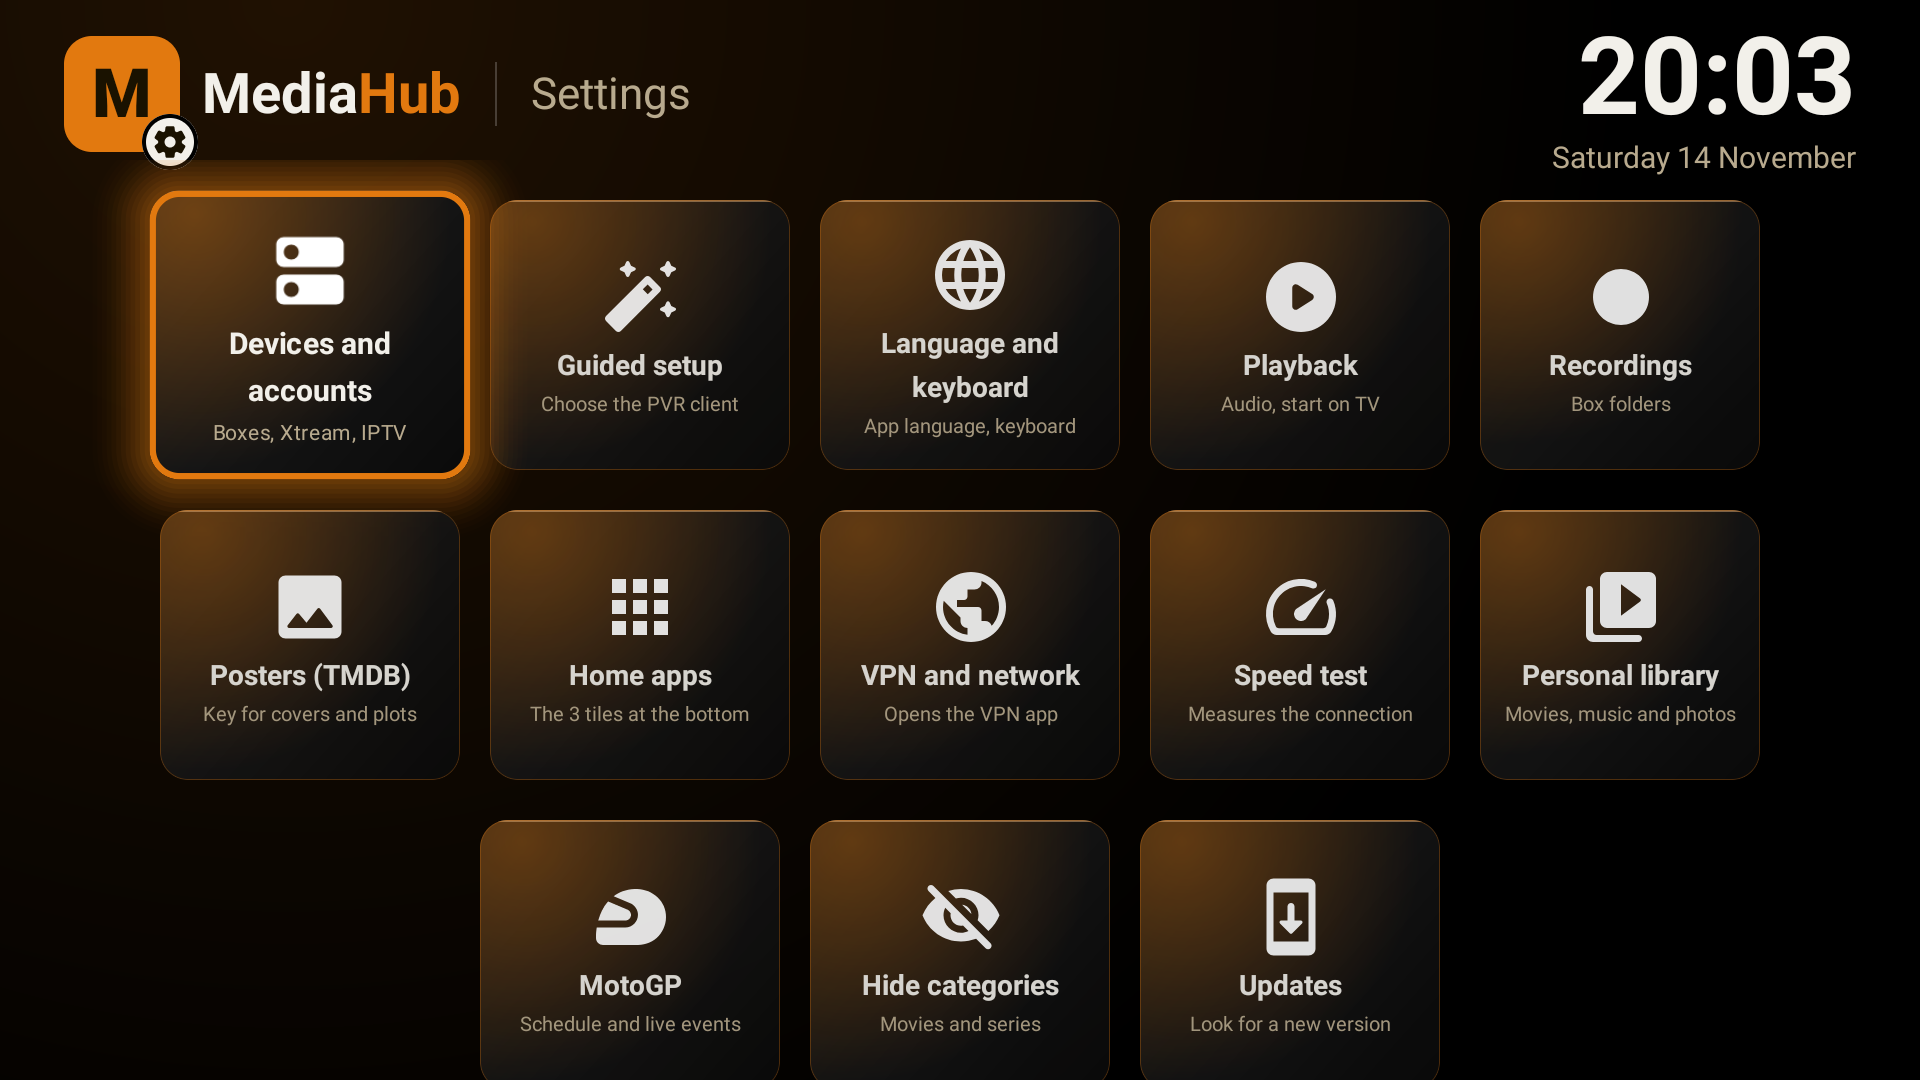 M
MediaHub
Settings
20:03
Saturday 14 November
Devices and
accounts
Boxes, Xtream, IPTV
Guided setup
Choose the PVR client
Language and
keyboard
App language, keyboard
Playback
Audio, start on TV
Recordings
Box folders
Posters (TMDB)
Key for covers and plots
Home apps
The 3 tiles at the bottom
VPN and network
Opens the VPN app
Speed test
Measures the connection
Personal library
Movies, music and photos
MotoGP
Schedule and live events
Hide categories
Movies and series
Updates
Look for a new version